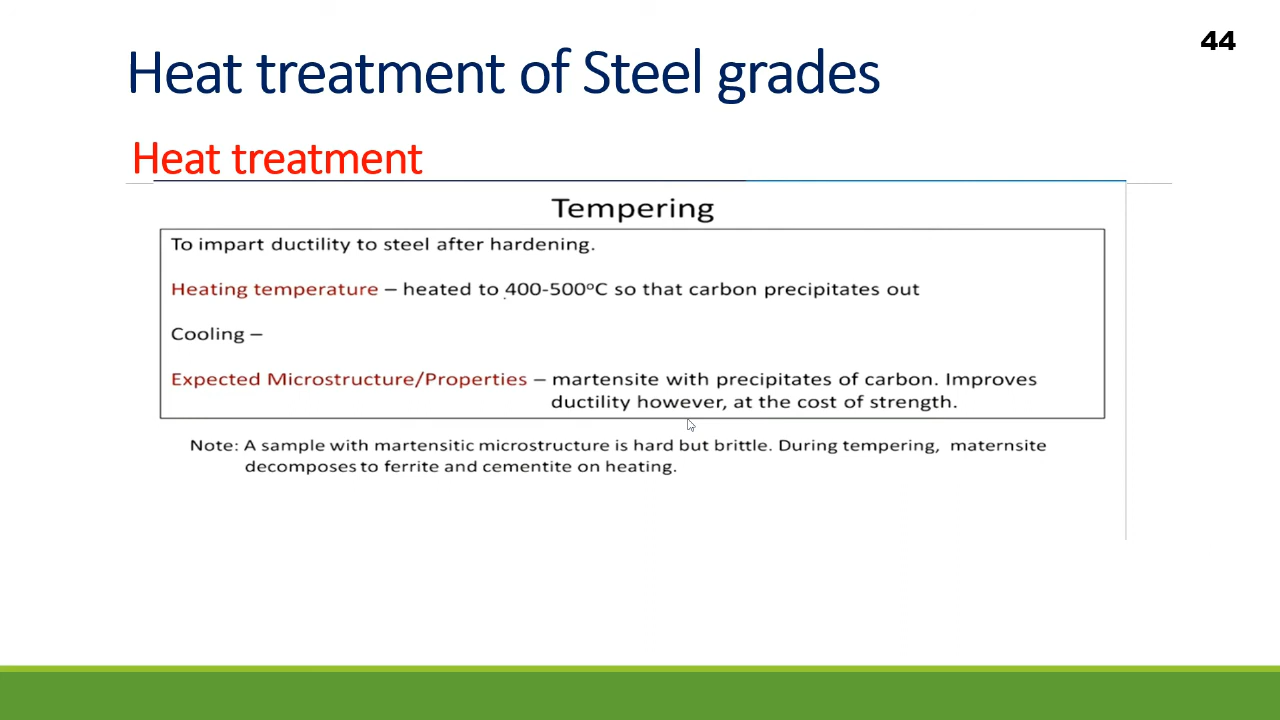 44
Heat treatment of Steel grades
Heat treatment
Tempering
To impart ductility to steel after hardening.
Heating temperature – heated to 400-500°C so that carbon precipitates out
Cooling –
Expected Microstructure/Properties – martensite with precipitates of carbon. Improves
ductility however, at the cost of strength.
Note: A sample with martensitic microstructure is hard but brittle. During tempering, maternsite
decomposes to ferrite and cementite on heating.